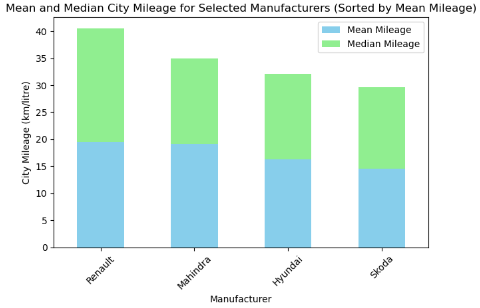 Mean and Median City Mileage for Selected Manufacturers (Sorted by Mean Mileage)
Mean Mileage
Median Mileage
City Mileage (km/litre)
40
35
30
25
20
15
10
5
0
Renault
Mahindra
Hyundai
Skoda
Manufacturer